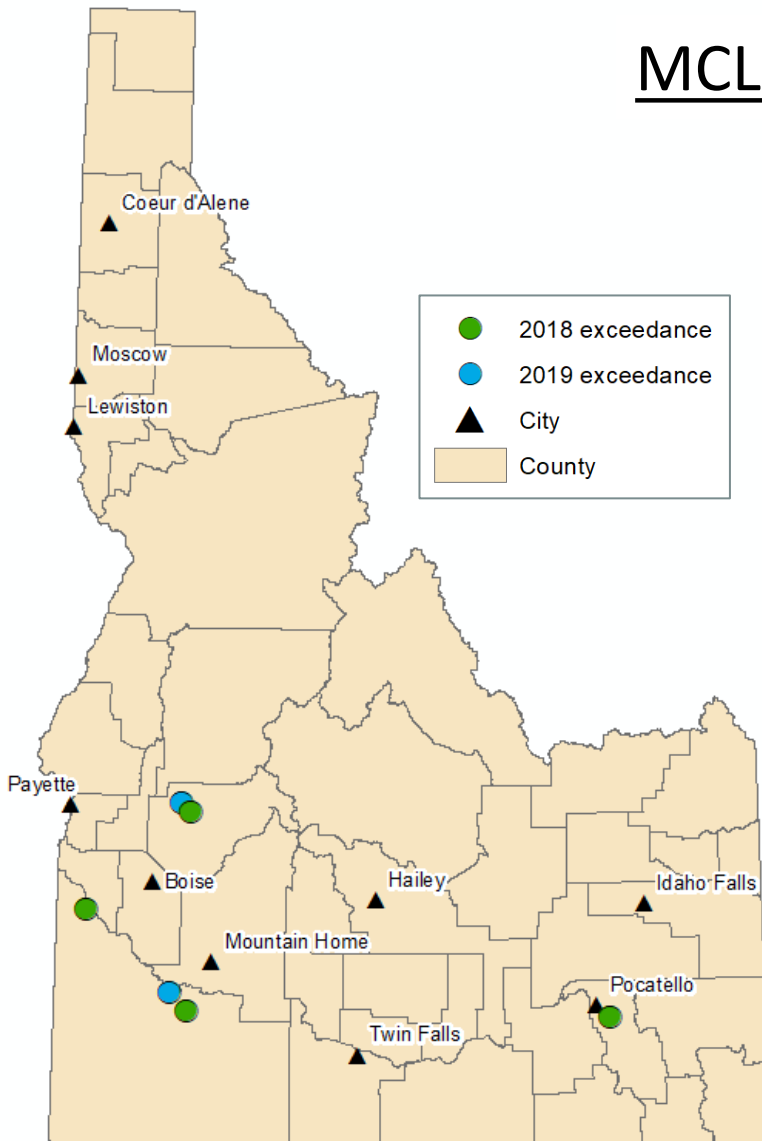 MCL
Coeur d'Alene
Moscow
Lewiston
2018 exceedance
2019 exceedance
City
County
Payette
Boise
Hailey
Idaho Falls
Mountain Home
Pocatello
Twin Falls